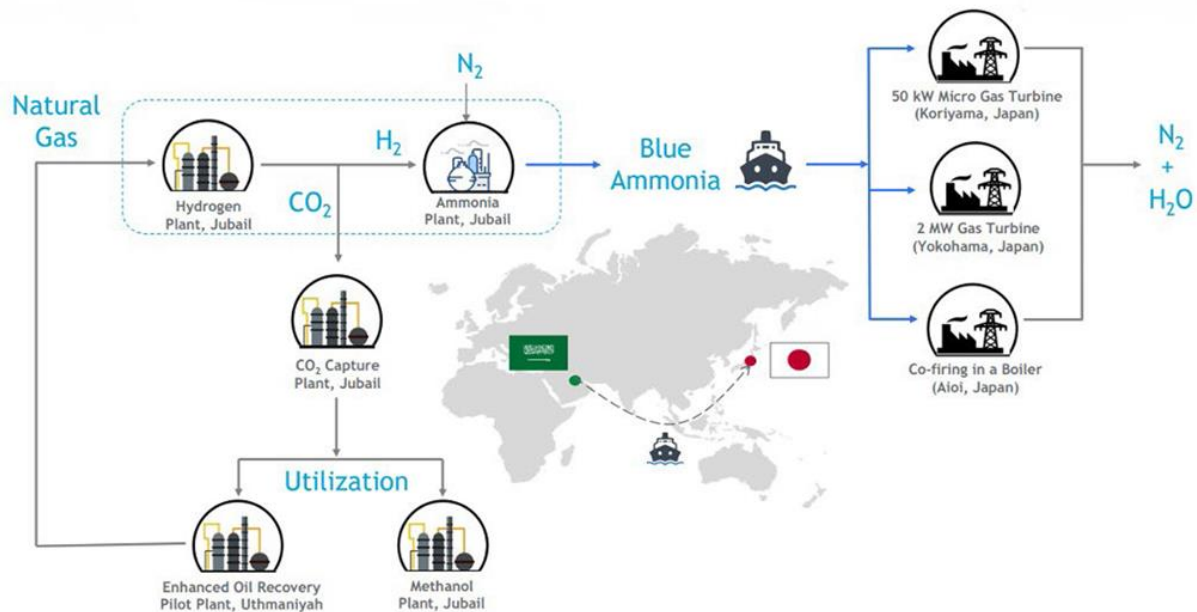 Natural
Gas
Hydrogen
Plant, Jubail
CO₂
H₂
N₂
Ammonia
Plant, Jubail
Blue
Ammonia
50 kW Micro Gas Turbine
(Koriyama, Japan)
2 MW Gas Turbine
(Yokohama, Japan)
Co-firing in a Boiler
(Aioi, Japan)
N₂
+
H₂O
CO₂ Capture
Plant, Jubail
Utilization
Enhanced Oil Recovery
Pilot Plant, Uthmaniyah
Methanol
Plant, Jubail